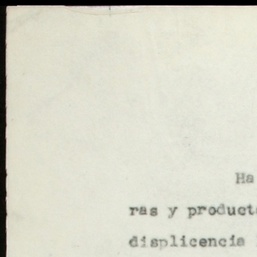 Ha
ras y product
displicencia